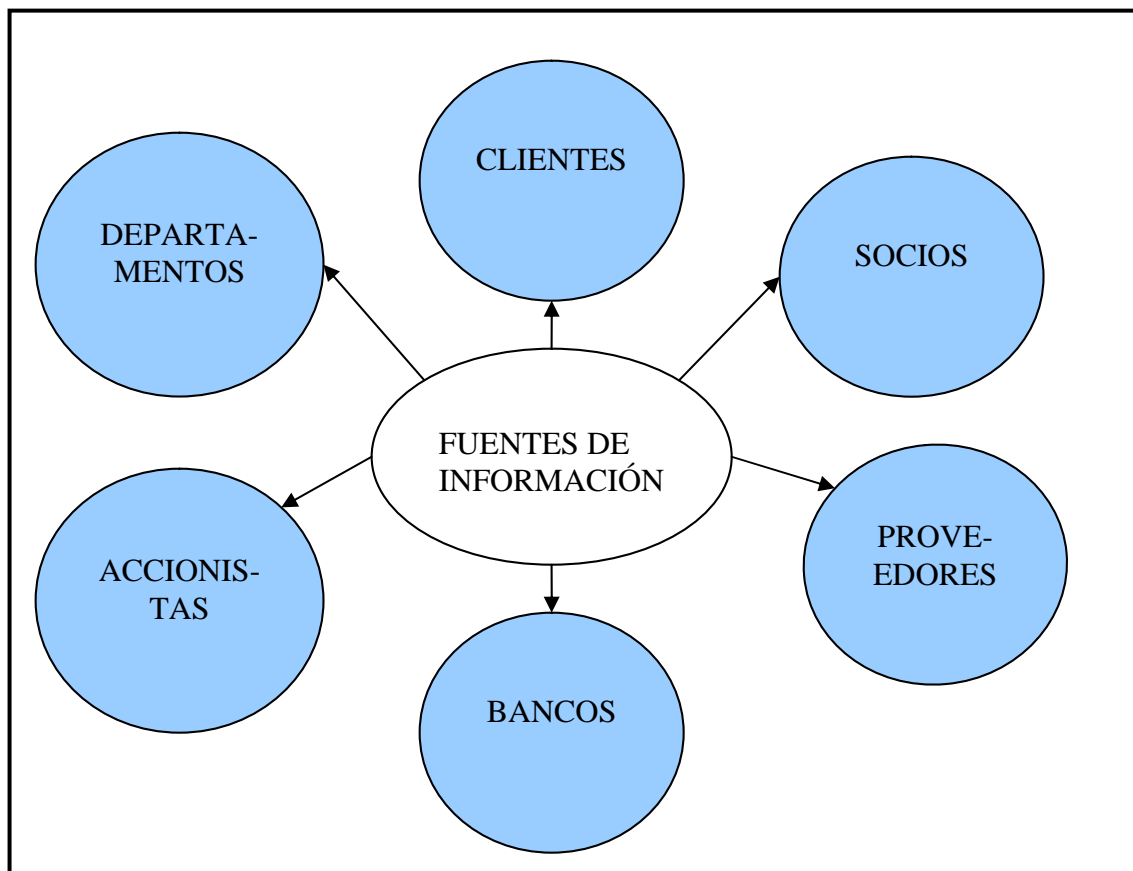 CLIENTES
DEPARTA-
MENTOS
SOCIOS
FUENTES DE
INFORMACIÓN
ACCIONIS-
TAS
PROVE-
EDORES
BANCOS